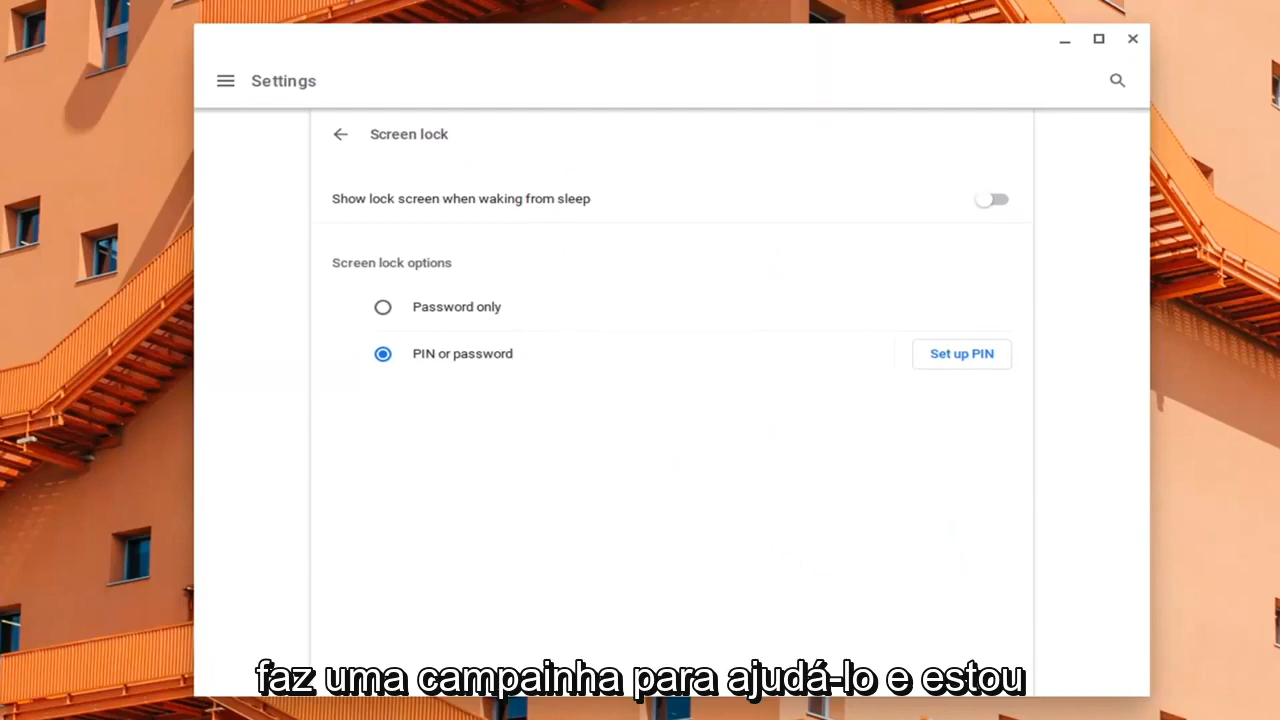 Settings
Screen lock
Show lock screen when waking from sleep
Screen lock options
Password only
PIN or password
Set up PIN
faz uma campainha para ajudá-lo e estou